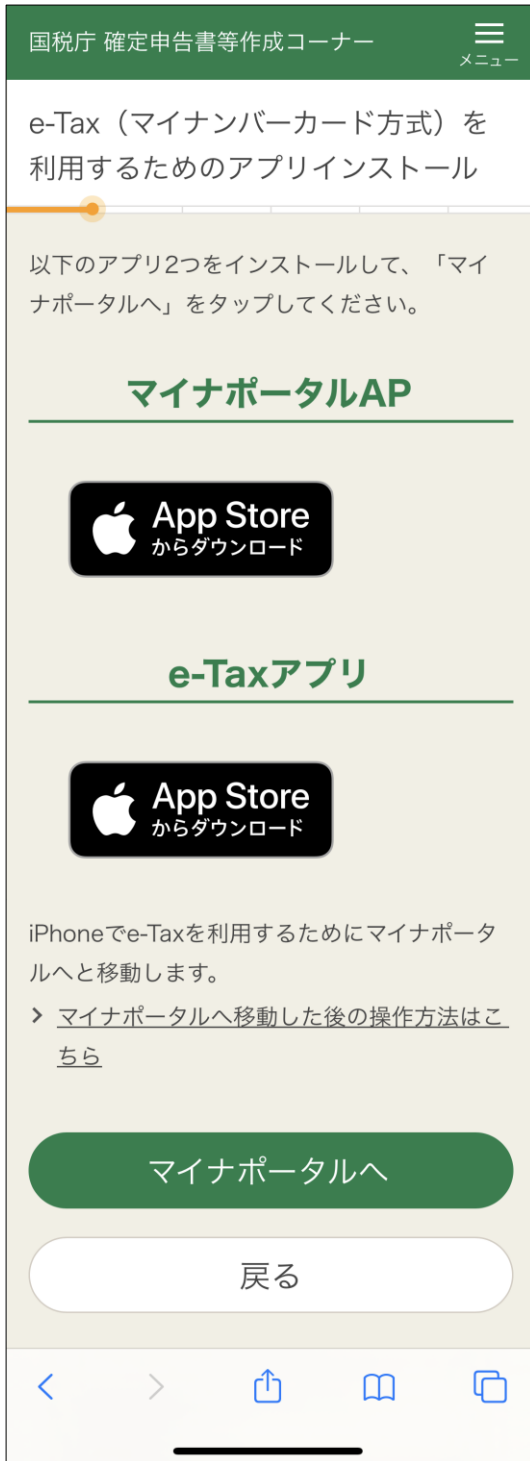 国税庁 確定申告書等作成コーナー
メニュー
e-Tax（マイナンバーカード方式）を
利用するためのアプリインストール
以下のアプリ2つをインストールして、「マイ
ナポータルへ」をタップしてください。
マイナポータルAP
App Store
からダウンロード
e-Taxアプリ
App Store
からダウンロード
iPhoneでe-Taxを利用するためにマイナポータ
ルへと移動します。
マイナポータルへ移動した後の操作方法はこ
ちら
マイナポータルへ
戻る